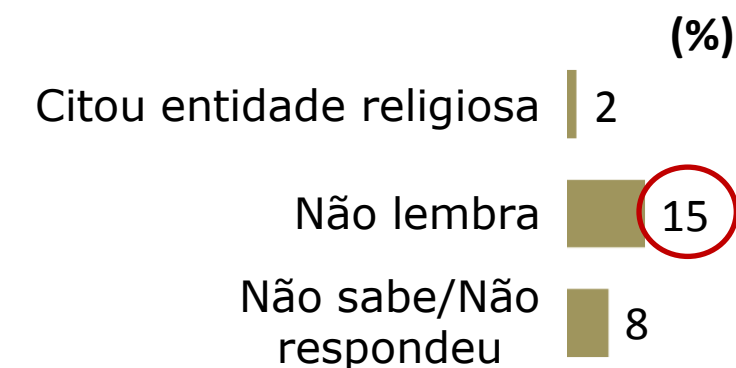 (%)
Citou entidade religiosa 2
Não lembra 15
Não sabe/Não
respondeu 8